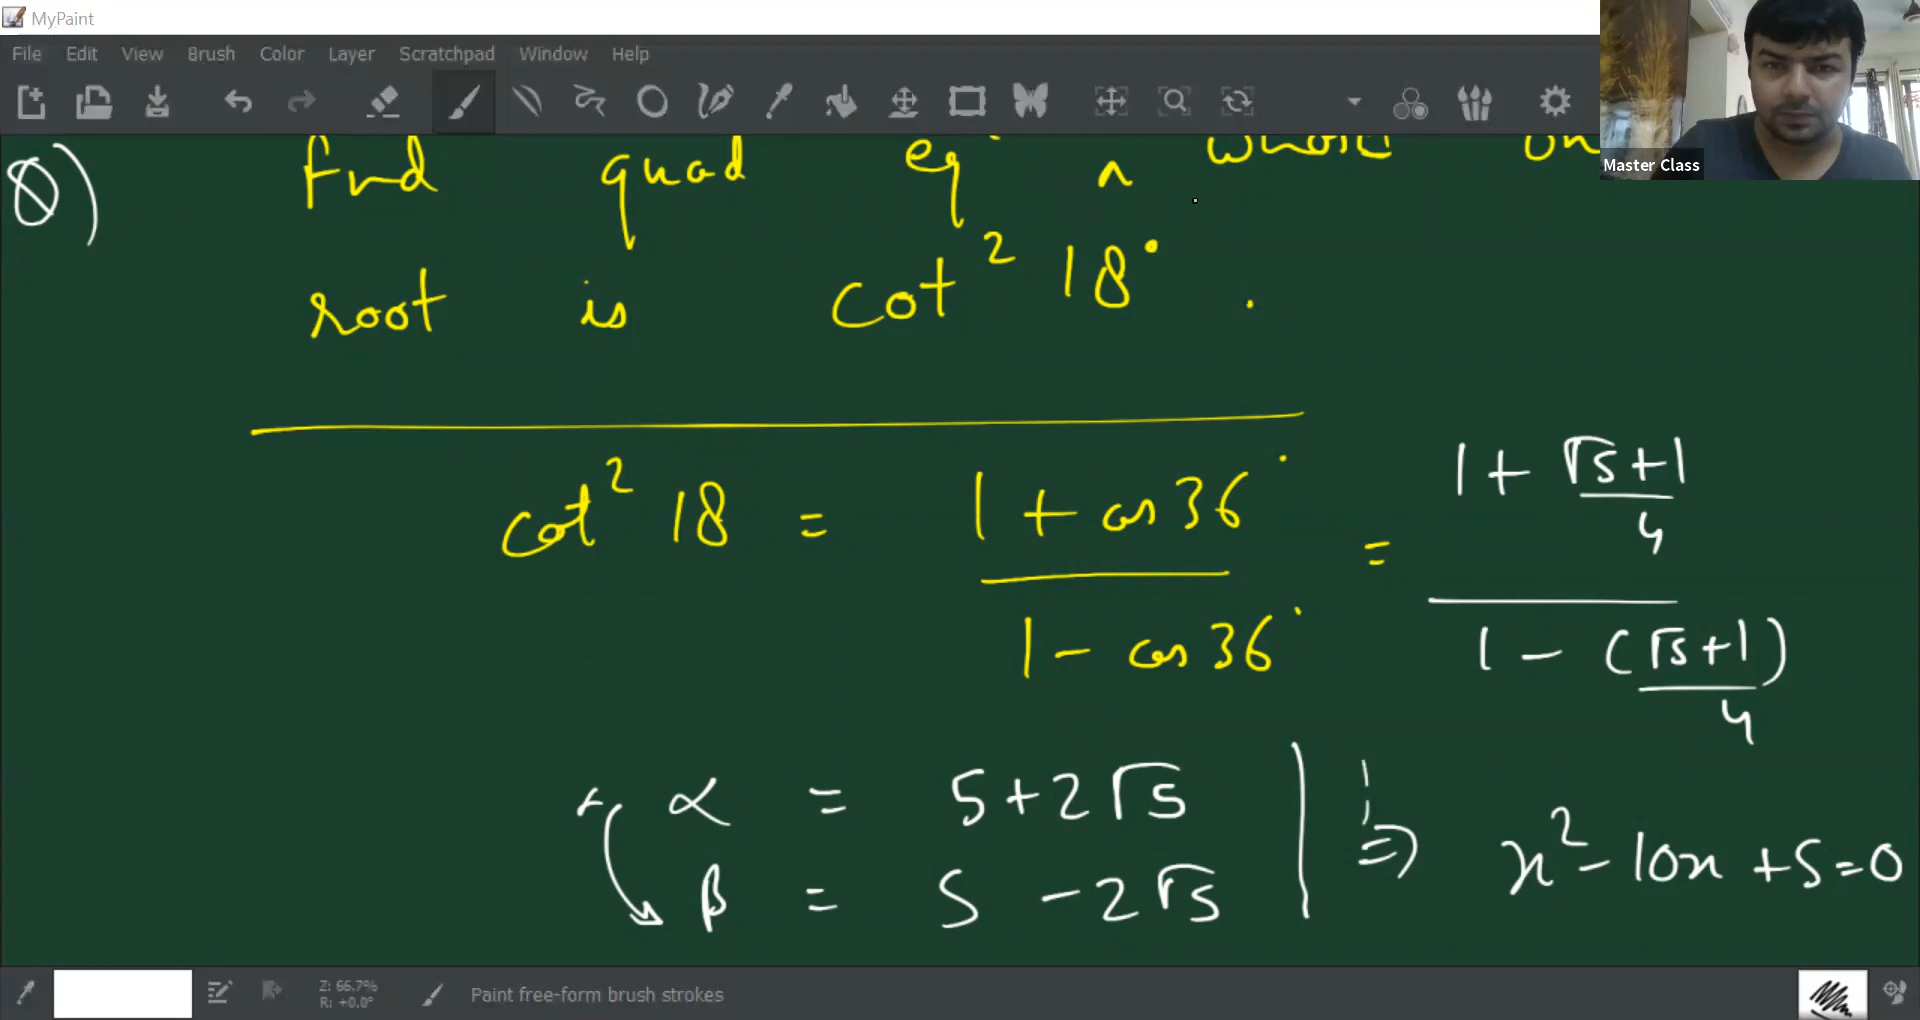 MyPaint
File Edit View Brush Color Layer Scratchpad Window Help
Master Class
Q) find quad eqn whose
root is cot² 18° .
cot² 18 = 1 + cos 36° / 1 - cos 36° = 1 + (√5+1)/4 / 1 - (√5+1)/4
α = 5+2√5
β = 5 - 2√5
⇒ x² - 10x + 5 = 0
Z: 66.7%
R: +0.0°
Paint free-form brush strokes